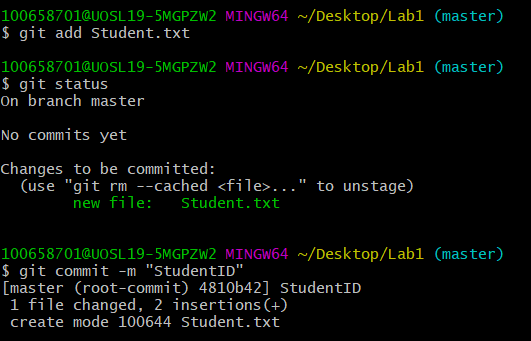 100658701@UOSL19-5MGPZW2 MINGW64 ~/Desktop/Lab1 (master)
$ git add Student.txt
100658701@UOSL19-5MGPZW2 MINGW64 ~/Desktop/Lab1 (master)
$ git status
On branch master
No commits yet
Changes to be committed:
  (use "git rm --cached <file>..." to unstage)
        new file:   Student.txt
100658701@UOSL19-5MGPZW2 MINGW64 ~/Desktop/Lab1 (master)
$ git commit -m "StudentID"
[master (root-commit) 4810b42] StudentID
 1 file changed, 2 insertions(+)
 create mode 100644 Student.txt